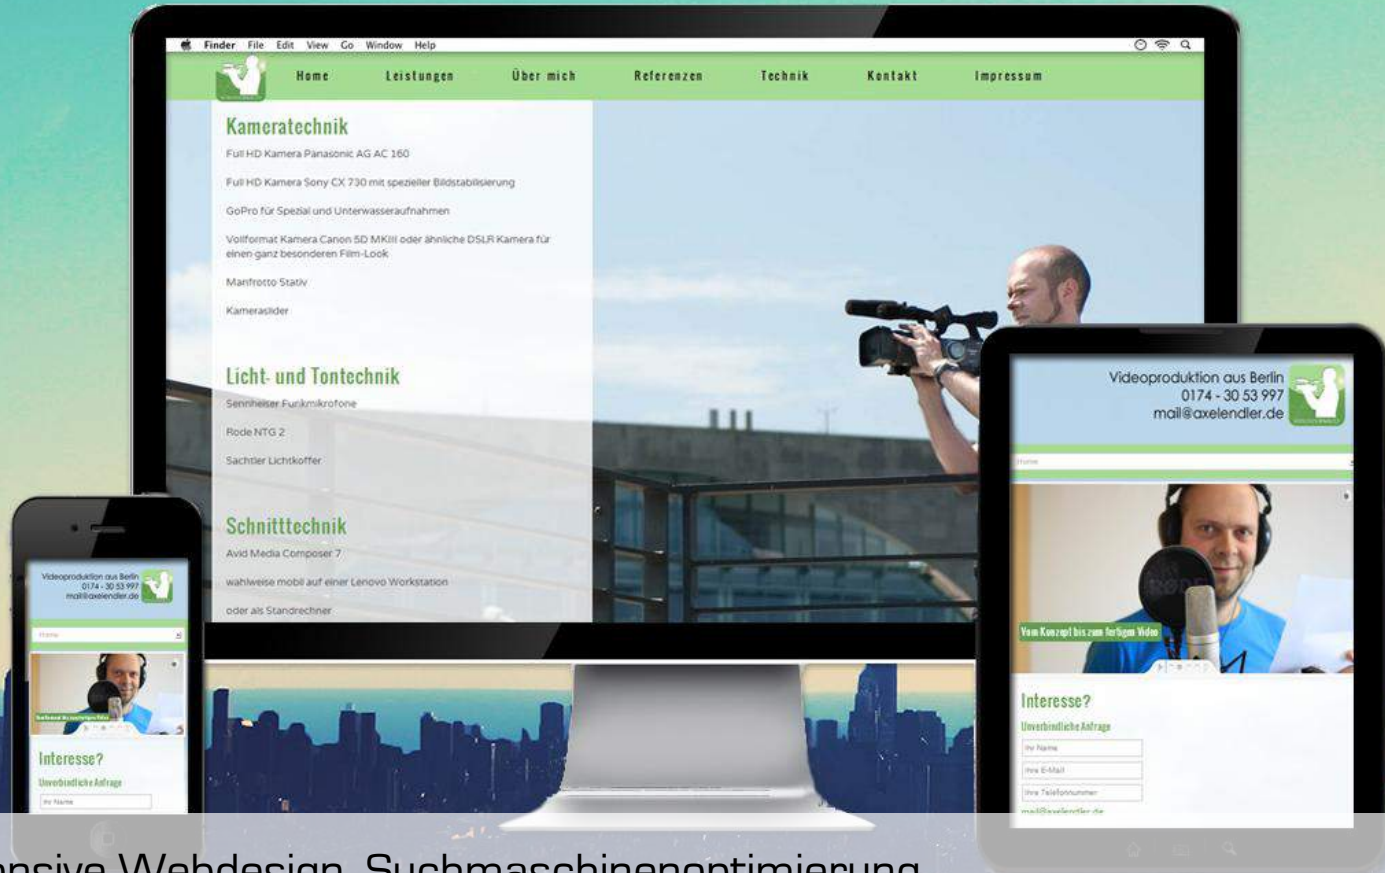 Finder File Edit View Go Window Help
Home Leistungen Über mich Referenzen Technik Kontakt Impressum
Kameratechnik
Full HD Kamera Panasonic AG AC 160
Full HD Kamera Sony CX 730 mit spezieller Bildstabilisierung
GoPro für Spezial und Unterwasseraufnahmen
Vollformat Kamera Canon 5D MKIII oder ähnliche DSLR Kamera für
einen ganz besonderen Film-Look
Manfrotto Stativ
Kameraslider
Licht- und Tontechnik
Sennheiser Funkmikrofone
Rode NTG 2
Sachtler Lichtkoffer
Schnitttechnik
Avid Media Composer 7
wahlweise mobil auf einer Lenovo Workstation
oder als Standrechner
Videoproduktion aus Berlin
0174 - 30 53 997
mail@axelendler.de
Home
RODE
Vom Konzept bis zum fertigen Video
Interesse?
Unverbindliche Anfrage
Ihr Name
Ihre E-Mail
Ihre Telefonnummer
mail@axelendler.de
Videoproduktion aus Berlin
0174 - 30 53 997
mail@axelendler.de
Home
Interesse?
Unverbindliche Anfrage
Ihr Name
onsive Webdesign, Suchmaschinenoptimierung